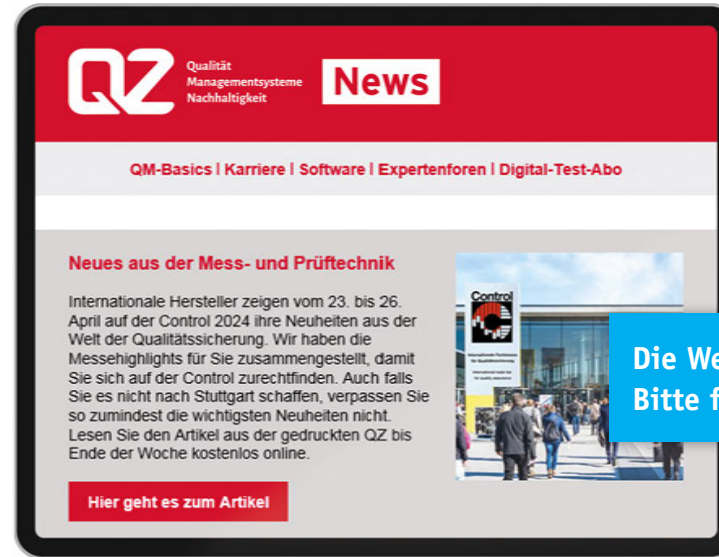 QZ
Qualität
Managementsysteme
Nachhaltigkeit
News
QM-Basics | Karriere | Software | Expertenforen | Digital-Test-Abo
Neues aus der Mess- und Prüftechnik
Internationale Hersteller zeigen vom 23. bis 26.
April auf der Control 2024 ihre Neuheiten aus der
Welt der Qualitätssicherung. Wir haben die
Messehighlights für Sie zusammengestellt, damit
Sie sich auf der Control zurechtfinden. Auch falls
Sie es nicht nach Stuttgart schaffen, verpassen Sie
so zumindest die wichtigsten Neuheiten nicht.
Lesen Sie den Artikel aus der gedruckten QZ bis
Ende der Woche kostenlos online.
Hier geht es zum Artikel
Control
Die We
Bitte f